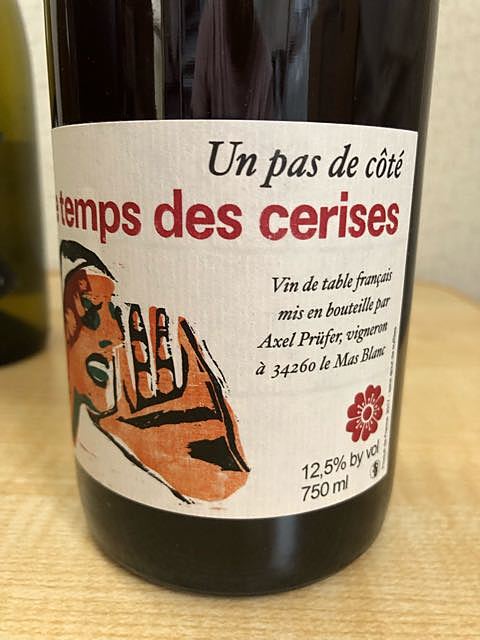 Un pas de côté
temps des cerises
Vin de table français
mis en bouteille par
Axel Prüfer, vigneron
à 34260 le Mas Blanc
12,5% by vol
750 ml